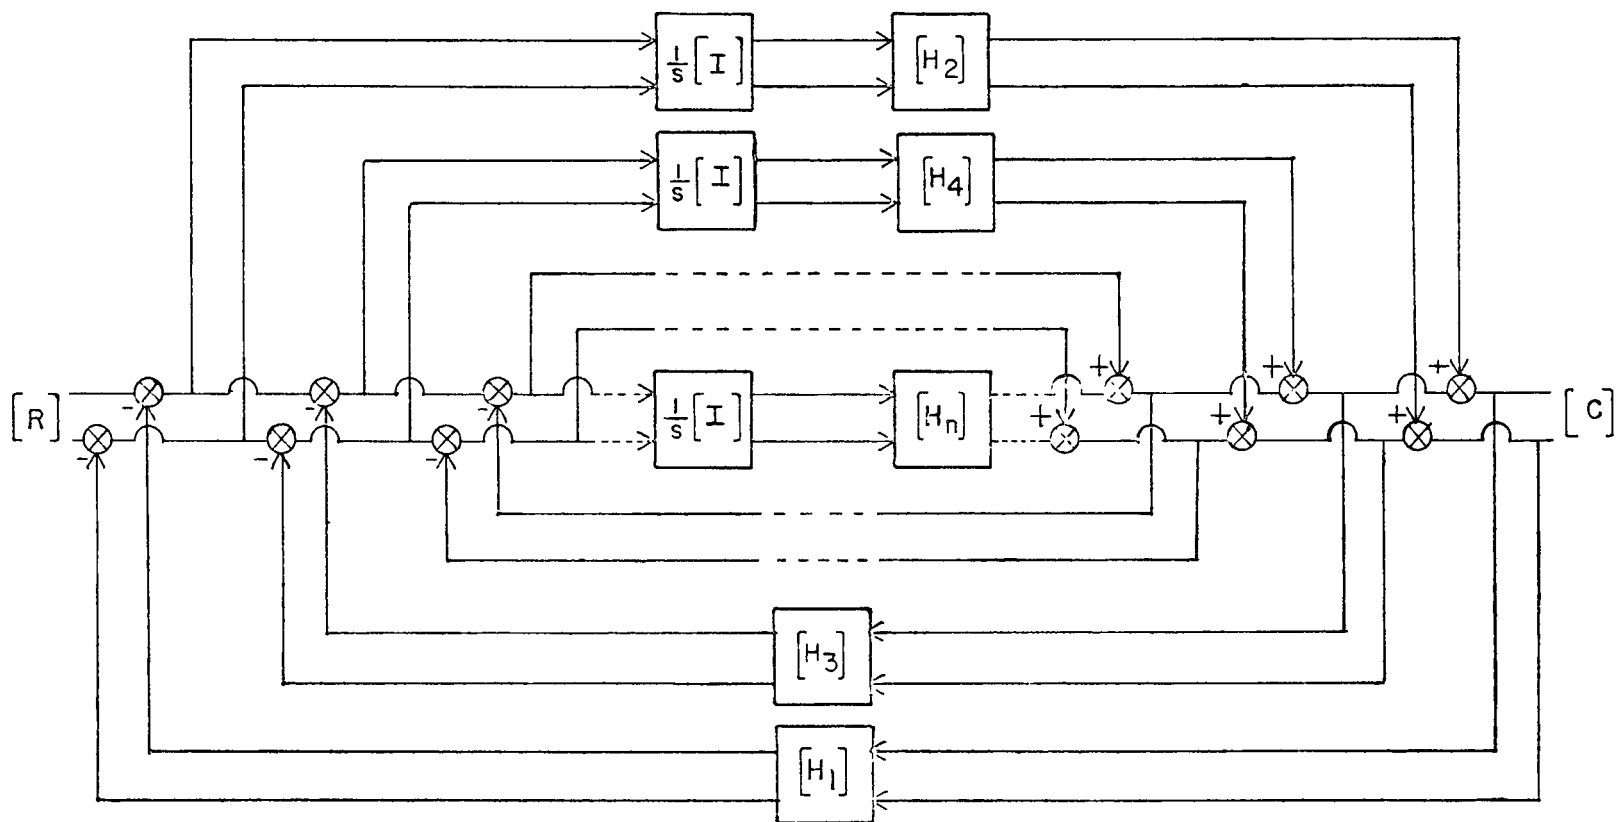 1/s [I] [H2]
1/s [I] [H4]
+ +
+
- - -
[R] 1/s [I] [Hn] [C]
+ + +
- - -
[H3]
[H1]